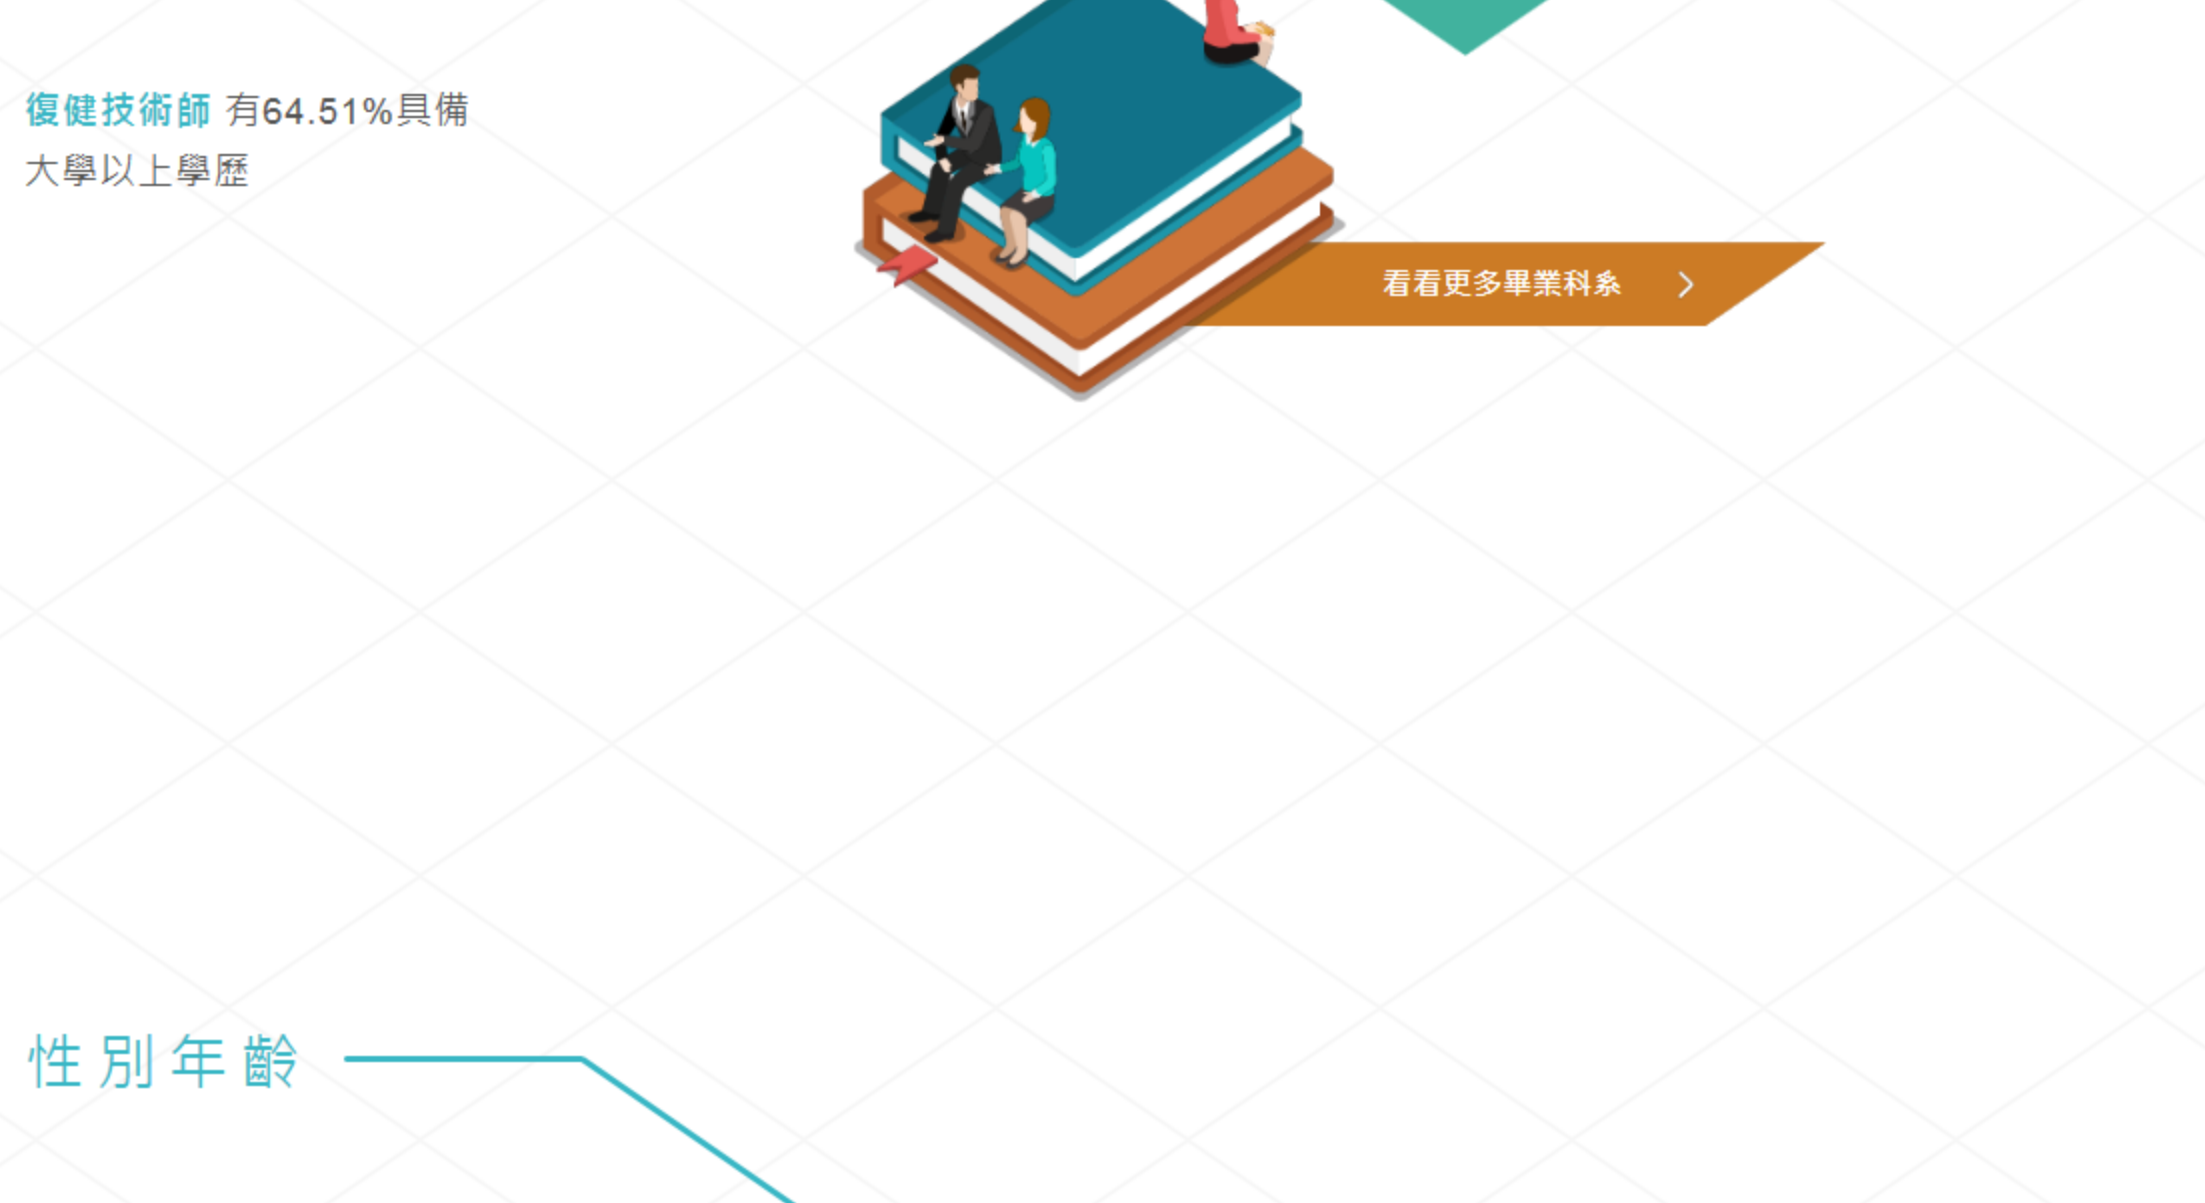 復健技術師 有64.51%具備
大學以上學歷
看看更多畢業科系
性別年齡